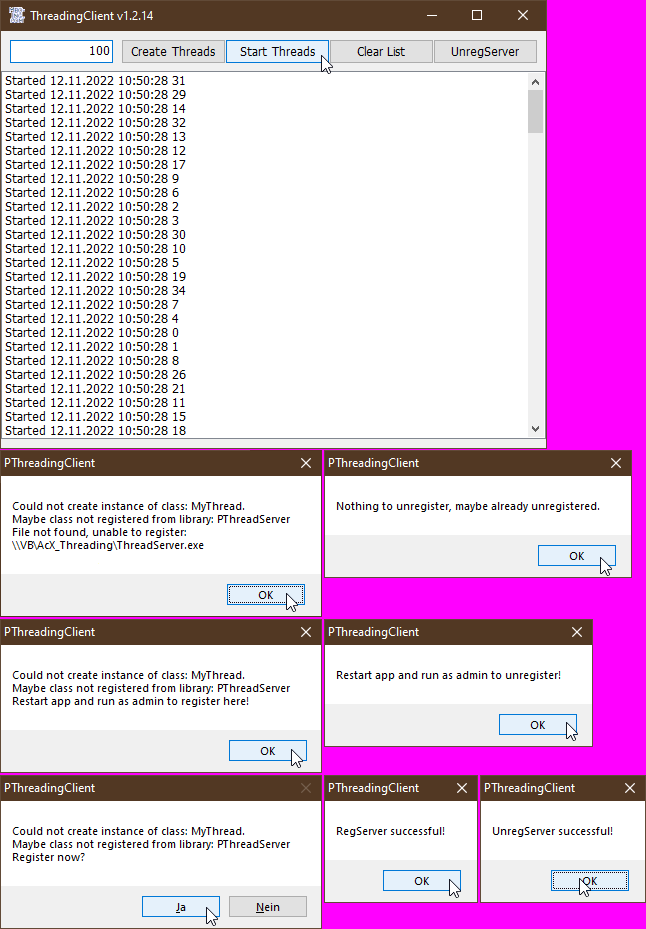 ThreadingClient v1.2.14
100
Create Threads
Start Threads
Clear List
UnregServer
Started 12.11.2022 10:50:28 31
Started 12.11.2022 10:50:28 29
Started 12.11.2022 10:50:28 14
Started 12.11.2022 10:50:28 32
Started 12.11.2022 10:50:28 13
Started 12.11.2022 10:50:28 12
Started 12.11.2022 10:50:28 17
Started 12.11.2022 10:50:28 9
Started 12.11.2022 10:50:28 6
Started 12.11.2022 10:50:28 2
Started 12.11.2022 10:50:28 3
Started 12.11.2022 10:50:28 30
Started 12.11.2022 10:50:28 10
Started 12.11.2022 10:50:28 5
Started 12.11.2022 10:50:28 19
Started 12.11.2022 10:50:28 34
Started 12.11.2022 10:50:28 7
Started 12.11.2022 10:50:28 4
Started 12.11.2022 10:50:28 0
Started 12.11.2022 10:50:28 1
Started 12.11.2022 10:50:28 8
Started 12.11.2022 10:50:28 26
Started 12.11.2022 10:50:28 21
Started 12.11.2022 10:50:28 11
Started 12.11.2022 10:50:28 15
Started 12.11.2022 10:50:28 18
PThreadingClient
Could not create instance of class: MyThread.
Maybe class not registered from library: PThreadServer
File not found, unable to register:
\\VB\AcX_Threading\ThreadServer.exe
OK
PThreadingClient
Nothing to unregister, maybe already unregistered.
OK
PThreadingClient
Could not create instance of class: MyThread.
Maybe class not registered from library: PThreadServer
Restart app and run as admin to register here!
OK
PThreadingClient
Restart app and run as admin to unregister!
OK
PThreadingClient
Could not create instance of class: MyThread.
Maybe class not registered from library: PThreadServer
Register now?
Ja
Nein
PThreadingClient
RegServer successful!
OK
PThreadingClient
UnregServer successful!
OK